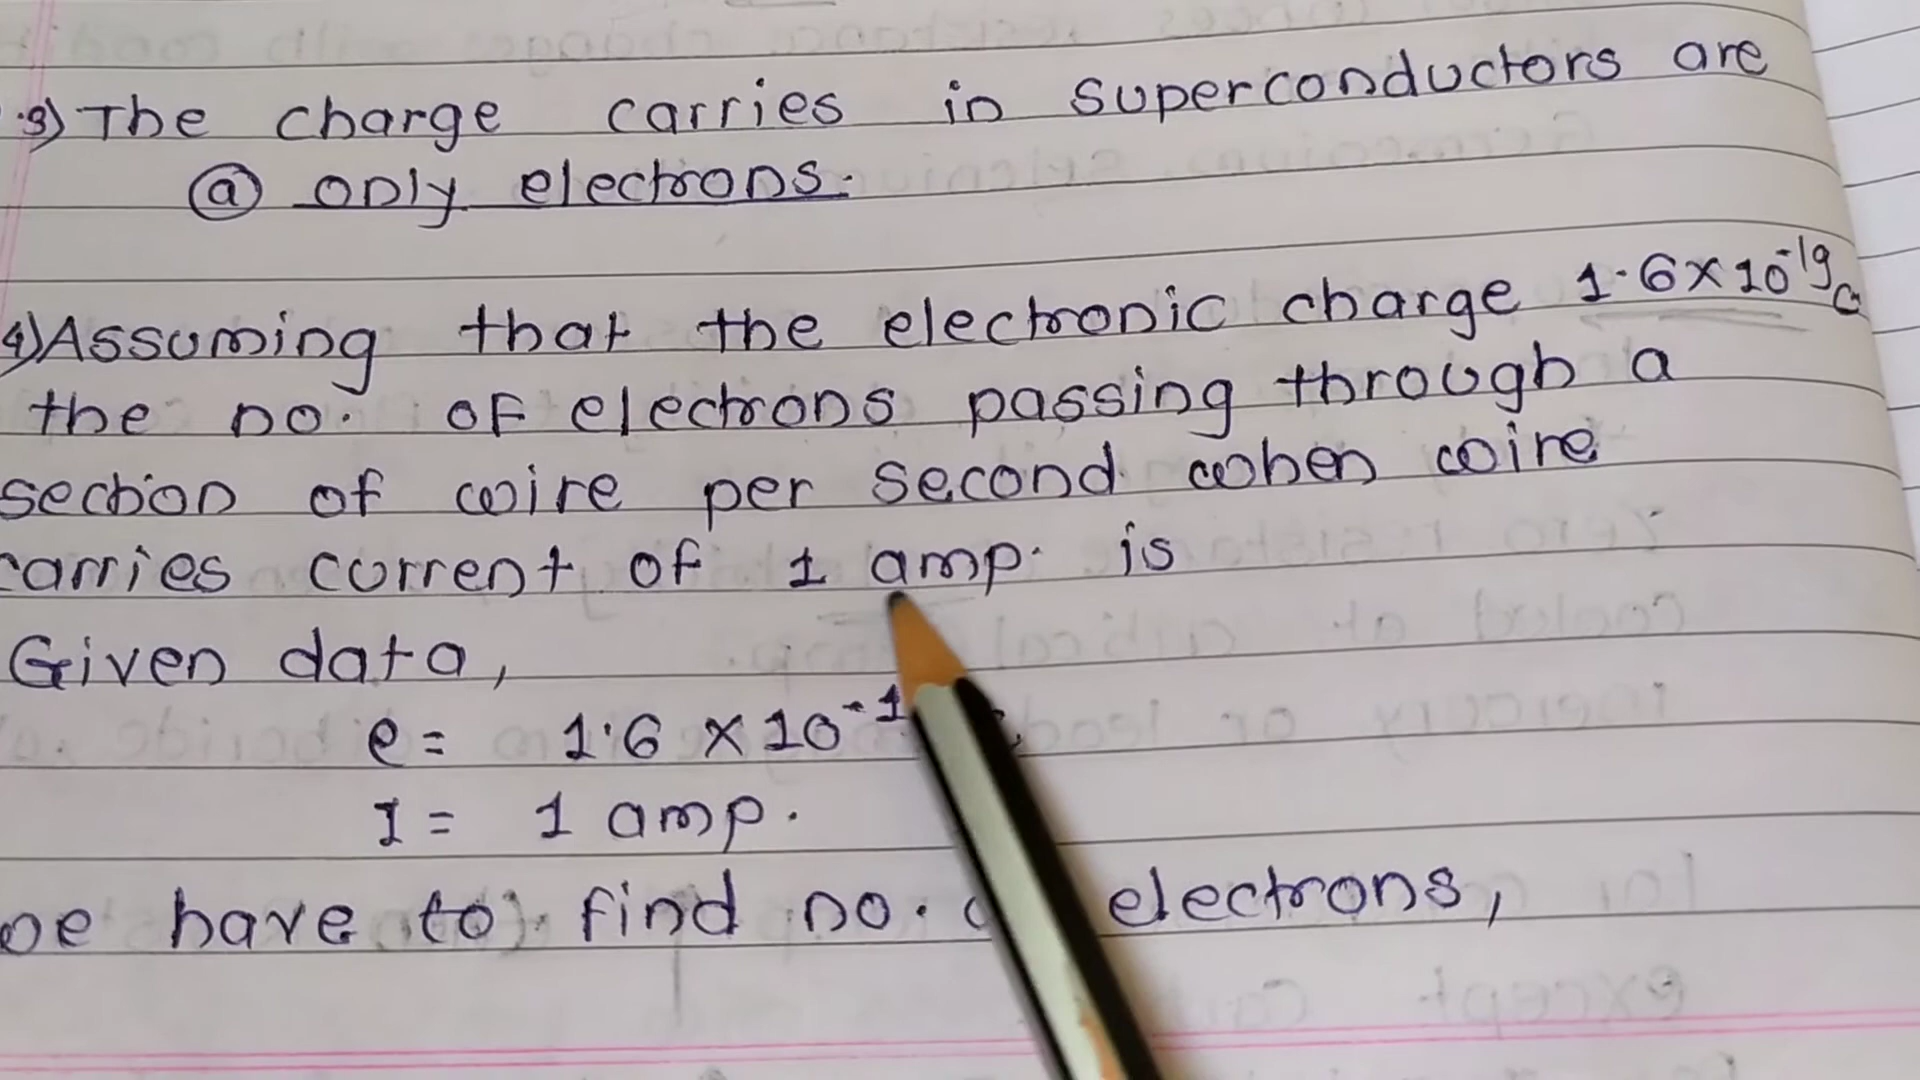 3) The charge carries in superconductors are
ⓐ only electrons.
4) Assuming that the electronic charge 1.6×10⁻¹⁹C
the no. of electrons passing through a
section of wire per second when wire
carries current of 1 amp. is
Given data,
e = 1.6 × 10⁻¹
I = 1 amp.
we have to find no. electrons,